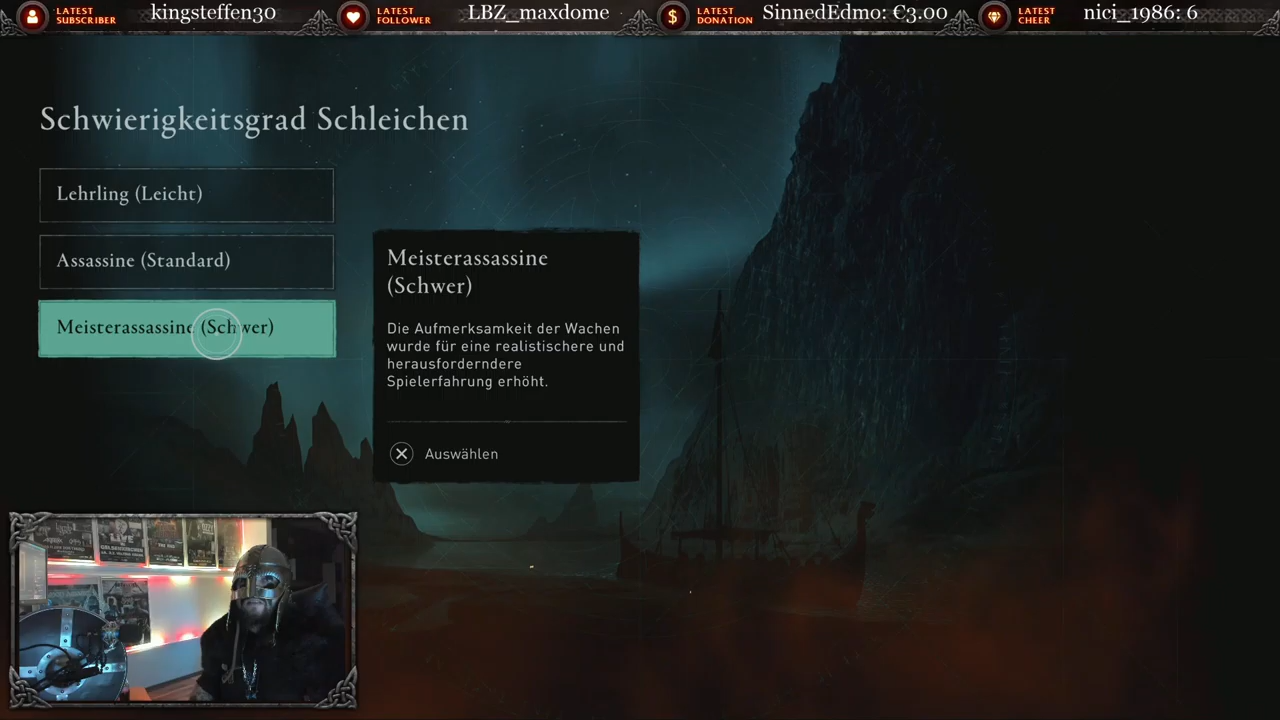 LATEST
SUBSCRIBER
kingsteffen30
LATEST
FOLLOWER
LBZ_maxdome
LATEST
DONATION
SinnedEdmo: €3.00
LATEST
CHEER
nici_1986: 6
Schwierigkeitsgrad Schleichen
Lehrling (Leicht)
Assassine (Standard)
Meisterassassine (Schwer)
Meisterassassine
(Schwer)
Die Aufmerksamkeit der Wachen
wurde für eine realistischere und
herausforderndere
Spielerfahrung erhöht.
Auswählen
LIVE